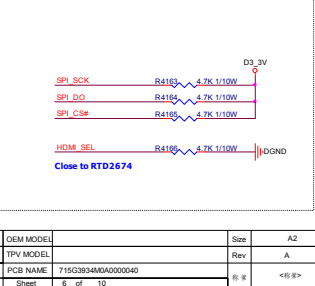 D3_3V
SPI_SCK R4163 4.7K 1/10W
SPI_DO R4164 4.7K 1/10W
SPI_CS# R4165 4.7K 1/10W
HDMI_SEL R4166 4.7K 1/10W DGND
Close to RTD2674
OEM MODEL Size A2
TPV MODEL Rev A
PCB NAME 715G3934M0A0000040
Sheet 6 of 10